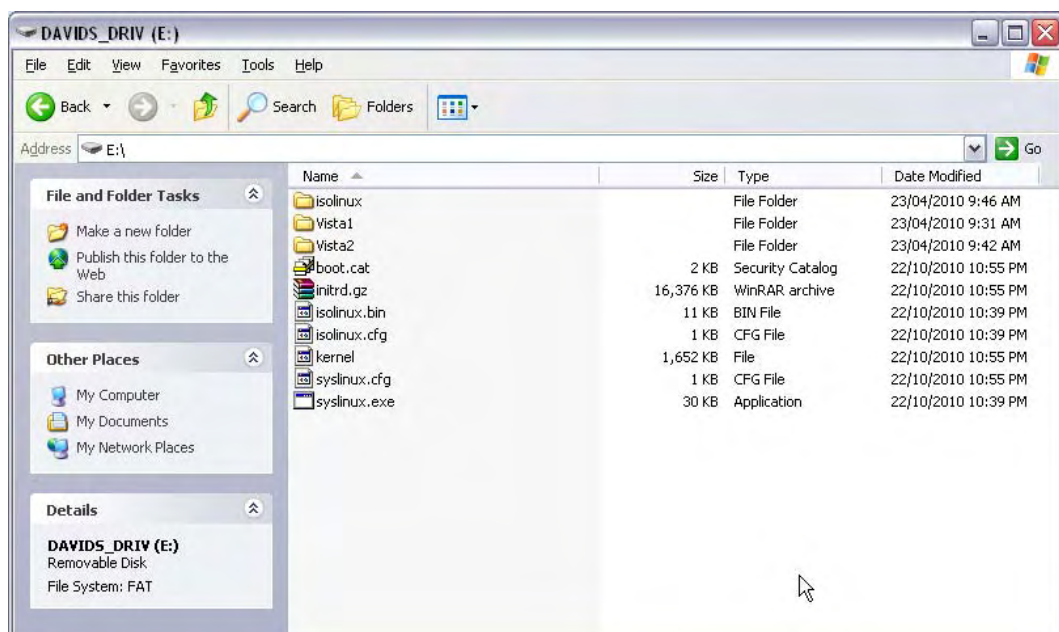 DAVIDS_DRIV (E:)
File Edit View Favorites Tools Help
Back Search Folders
Address E:\ Go
Name Size Type Date Modified
isolinux File Folder 23/04/2010 9:46 AM
Vista1 File Folder 23/04/2010 9:31 AM
Vista2 File Folder 23/04/2010 9:42 AM
boot.cat 2 KB Security Catalog 22/10/2010 10:55 PM
initrd.gz 16,376 KB WinRAR archive 22/10/2010 10:55 PM
isolinux.bin 11 KB BIN File 22/10/2010 10:39 PM
isolinux.cfg 1 KB CFG File 22/10/2010 10:39 PM
kernel 1,652 KB File 22/10/2010 10:55 PM
syslinux.cfg 1 KB CFG File 22/10/2010 10:55 PM
syslinux.exe 30 KB Application 22/10/2010 10:39 PM
File and Folder Tasks
Make a new folder
Publish this folder to the
Web
Share this folder
Other Places
My Computer
My Documents
My Network Places
Details
DAVIDS_DRIV (E:)
Removable Disk
File System: FAT